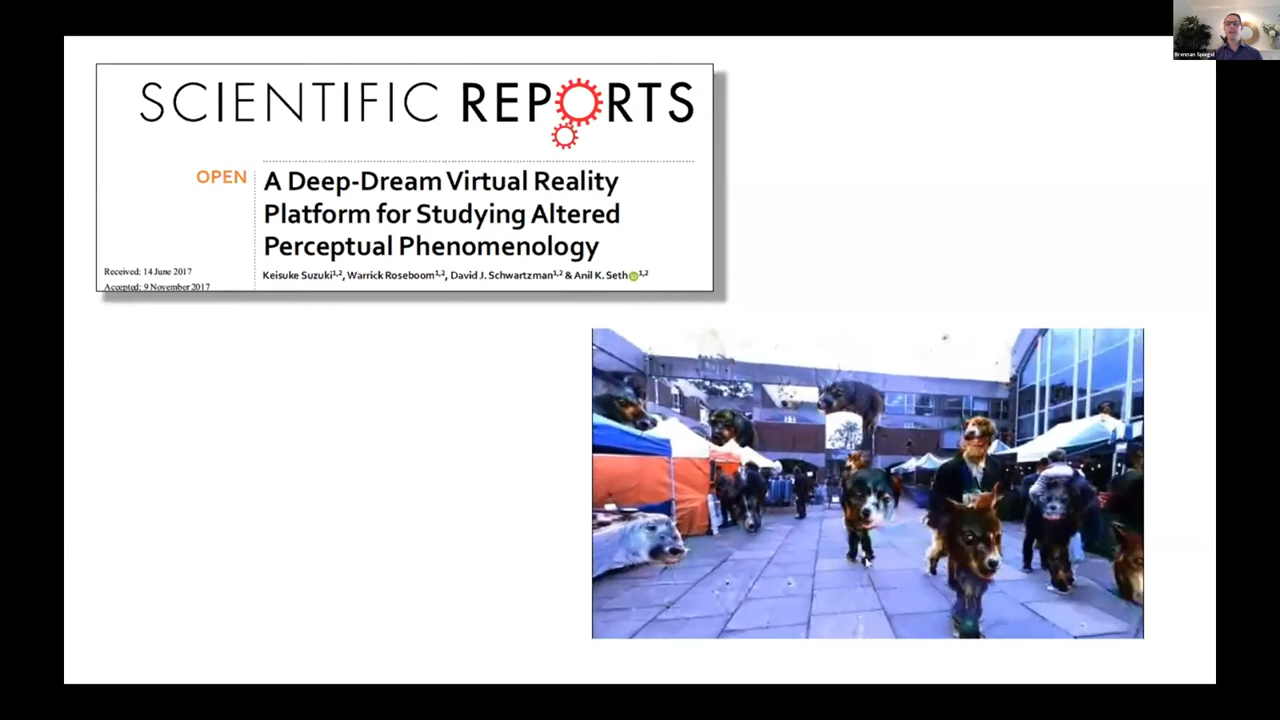 Brennan Spiegel
SCIENTIFIC REPORTS
OPEN
A Deep-Dream Virtual Reality
Platform for Studying Altered
Perceptual Phenomenology
Received: 14 June 2017
Accepted: 9 November 2017
Keisuke Suzuki1,2, Warrick Roseboom1,2, David J. Schwartzman1,2 & Anil K. Seth1,2